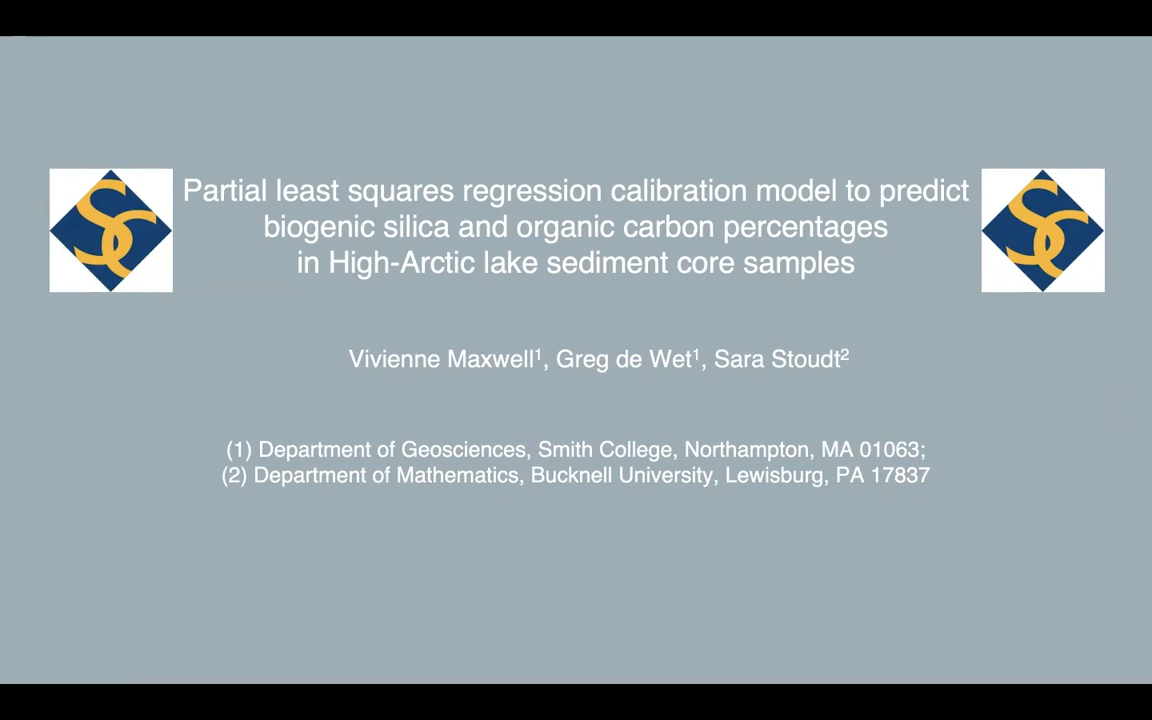 SC
Partial least squares regression calibration model to predict
biogenic silica and organic carbon percentages
in High-Arctic lake sediment core samples
SC
Vivienne Maxwell¹, Greg de Wet¹, Sara Stoudt²
(1) Department of Geosciences, Smith College, Northampton, MA 01063;
(2) Department of Mathematics, Bucknell University, Lewisburg, PA 17837